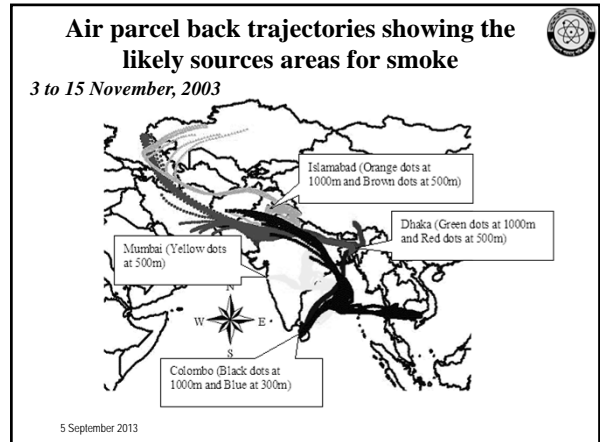 Air parcel back trajectories showing the
likely sources areas for smoke
3 to 15 November, 2003
Islamabad (Orange dots at
1000m and Brown dots at 500m)
Dhaka (Green dots at 1000m
and Red dots at 500m)
Mumbai (Yellow dots
at 500m)
N
W E
S
Colombo (Black dots at
1000m and Blue at 300m)
5 September 2013